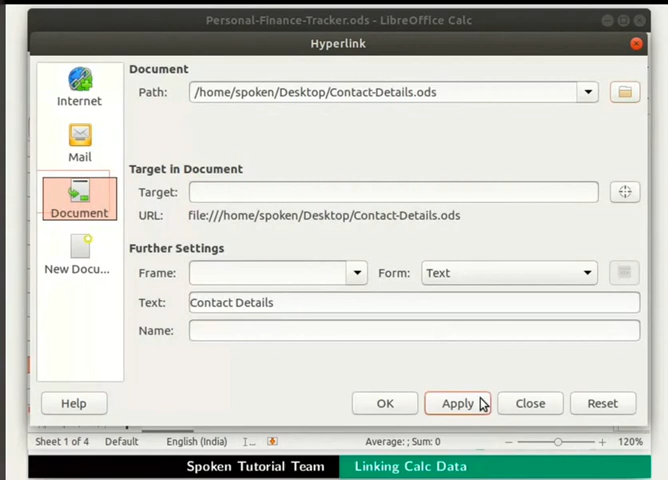 Personal-Finance-Tracker.ods - LibreOffice Calc
Hyperlink
Internet
Mail
Document
New Docu...
Document
Path: /home/spoken/Desktop/Contact-Details.ods
Target in Document
Target:
URL: file:///home/spoken/Desktop/Contact-Details.ods
Further Settings
Frame: Form: Text
Text: Contact Details
Name:
Help OK Apply Close Reset
Sheet 1 of 4 Default English (India) Average: ; Sum: 0 120%
Spoken Tutorial Team Linking Calc Data